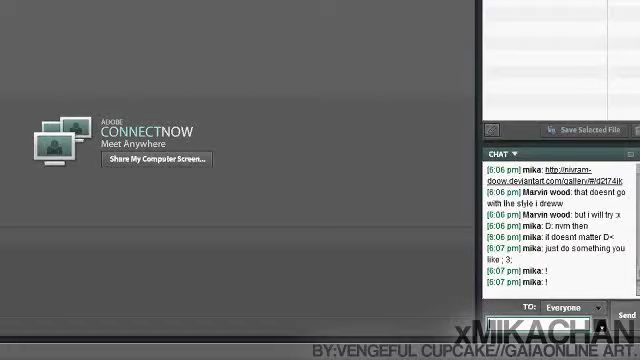 ADOBE
CONNECTNOW
Meet Anywhere
Share My Computer Screen...
Save Selected File
CHAT
[6:06 pm] mika: http://nivram-
doow.deviantart.com/gallery/#/d2174jk
[6:06 pm] Marvin wood: that doesnt go
with the style i dreww
[6:06 pm] Marvin wood: but i will try :x
[6:06 pm] mika: D: nvm then
[6:07 pm] mika: it doesnt matter D<
[6:07 pm] mika: just do something you
like ; 3;
[6:07 pm] mika: !
[6:07 pm] mika: !
TO: Everyone
Send
xMIKACHAN
BY:VENGEFUL CUPCAKE//GAIAONLINE ART.